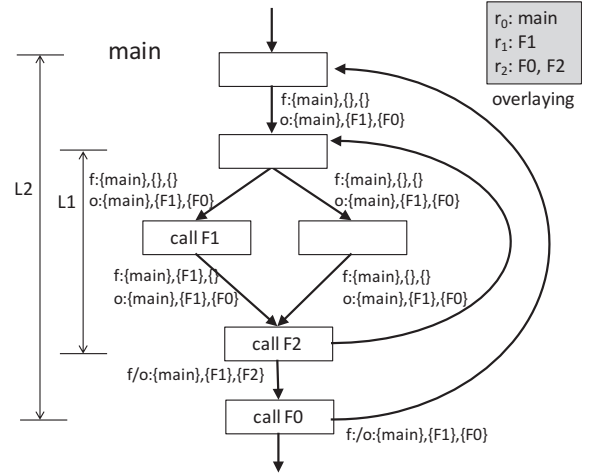 main
r0: main
r1: F1
r2: F0, F2
overlaying
f:{main},{},{}
o:{main},{F1},{F0}
L2
L1
f:{main},{},{}
o:{main},{F1},{F0}
f:{main},{},{}
o:{main},{F1},{F0}
call F1
f:{main},{F1},{}
o:{main},{F1},{F0}
f:{main},{},{}
o:{main},{F1},{F0}
call F2
f/o:{main},{F1},{F2}
call F0
f:/o:{main},{F1},{F0}